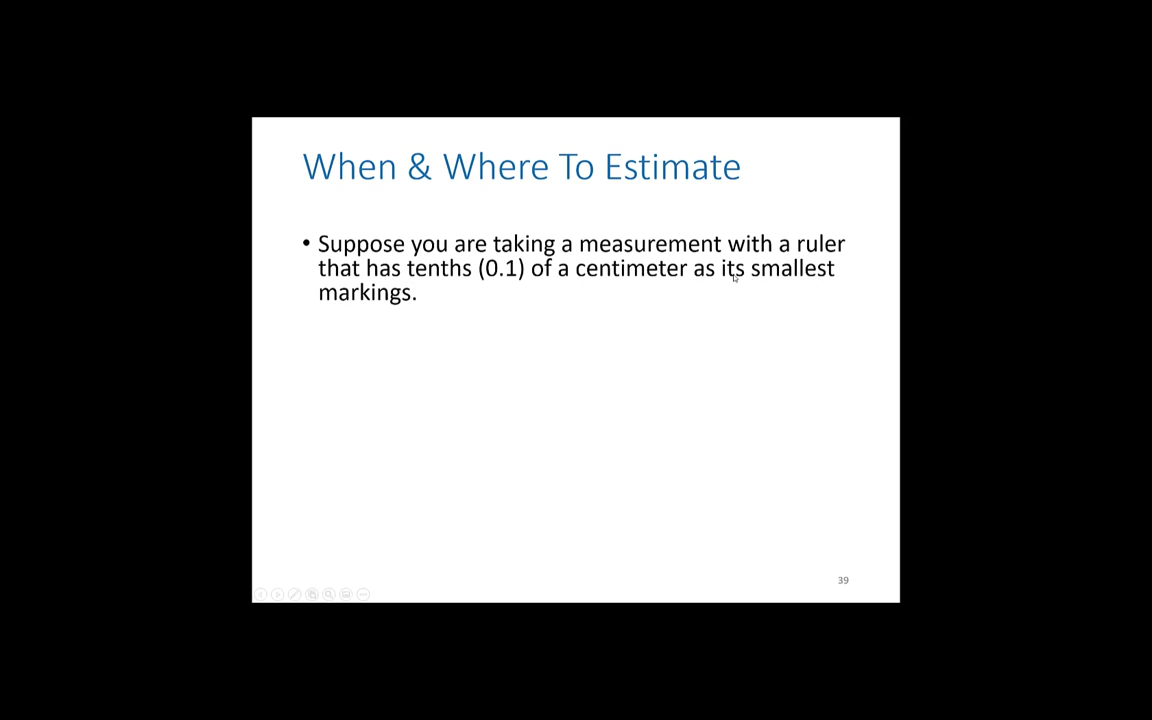 When & Where To Estimate
• Suppose you are taking a measurement with a ruler
that has tenths (0.1) of a centimeter as its smallest
markings.
39